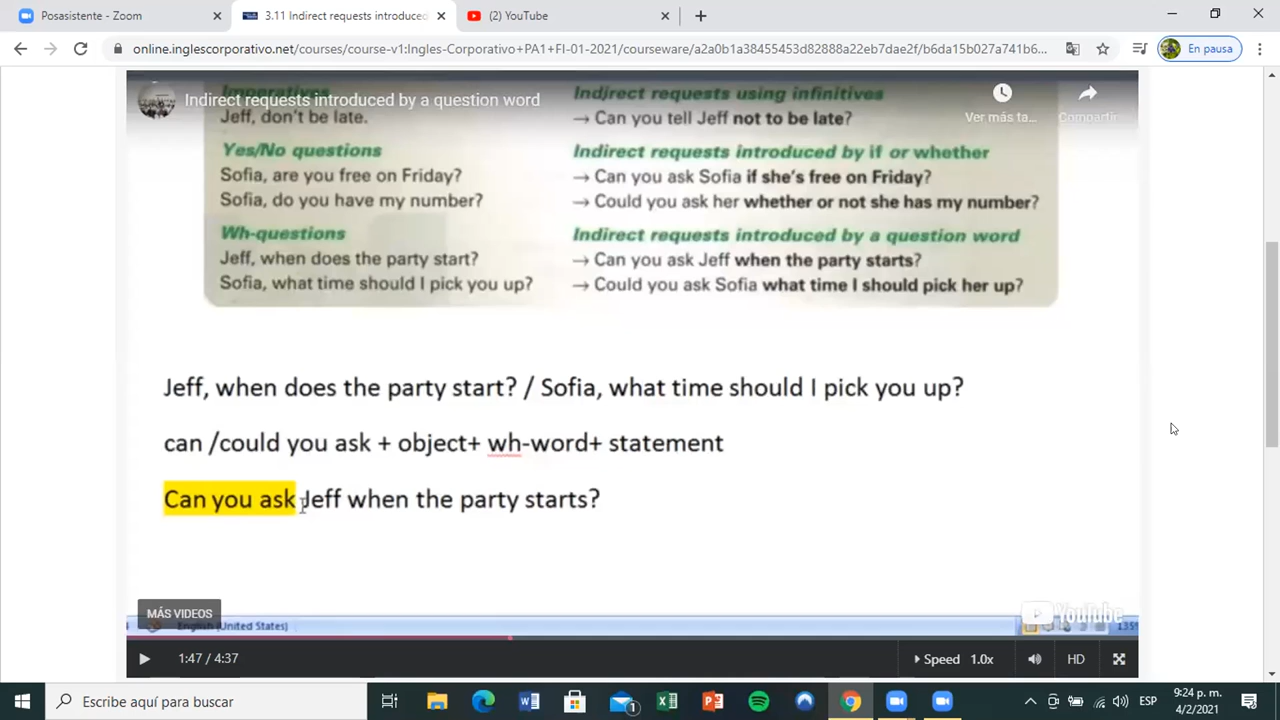 Posasistente - Zoom
3.11 Indirect requests introduced
(2) YouTube
online.inglescorporativo.net/courses/course-v1:Ingles-Corporativo+PA1+FI-01-2021/courseware/a2a0b1a38455453d82888a22eb7dae2f/b6da15b027a741b6...
En pausa
Indirect requests introduced by a question word
Ver más ta...
Compartir
Imperatives
Indirect requests using infinitives
Jeff, don't be late.
→ Can you tell Jeff not to be late?
Yes/No questions
Indirect requests introduced by if or whether
Sofia, are you free on Friday?
→ Can you ask Sofia if she's free on Friday?
Sofia, do you have my number?
→ Could you ask her whether or not she has my number?
Wh-questions
Indirect requests introduced by a question word
Jeff, when does the party start?
→ Can you ask Jeff when the party starts?
Sofia, what time should I pick you up?
→ Could you ask Sofia what time I should pick her up?
Jeff, when does the party start? / Sofia, what time should I pick you up?
can /could you ask + object+ wh-word+ statement
Can you ask Jeff when the party starts?
MÁS VIDEOS
YouTube
English (United States)
135%
1:47 / 4:37
Speed 1.0x
HD
Escribe aquí para buscar
1
ESP
9:24 p. m.
4/2/2021